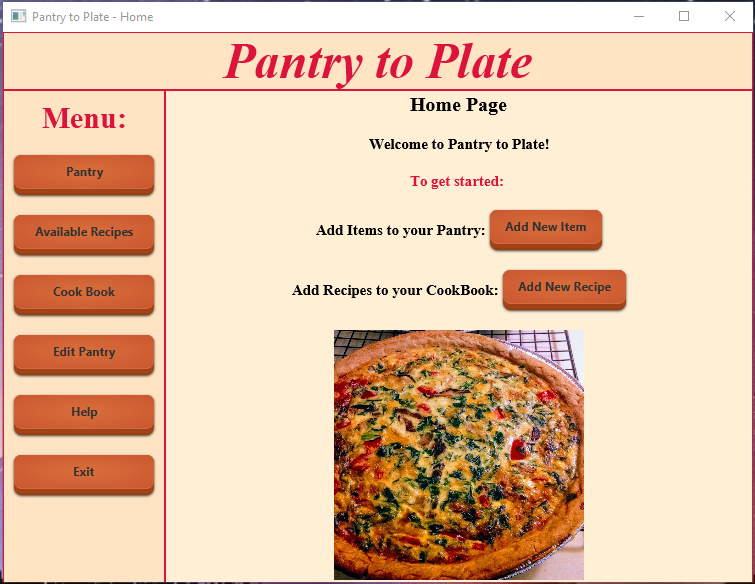 Pantry to Plate - Home
Pantry to Plate
Menu:
Pantry
Available Recipes
Cook Book
Edit Pantry
Help
Exit
Home Page
Welcome to Pantry to Plate!
To get started:
Add Items to your Pantry: Add New Item
Add Recipes to your CookBook: Add New Recipe